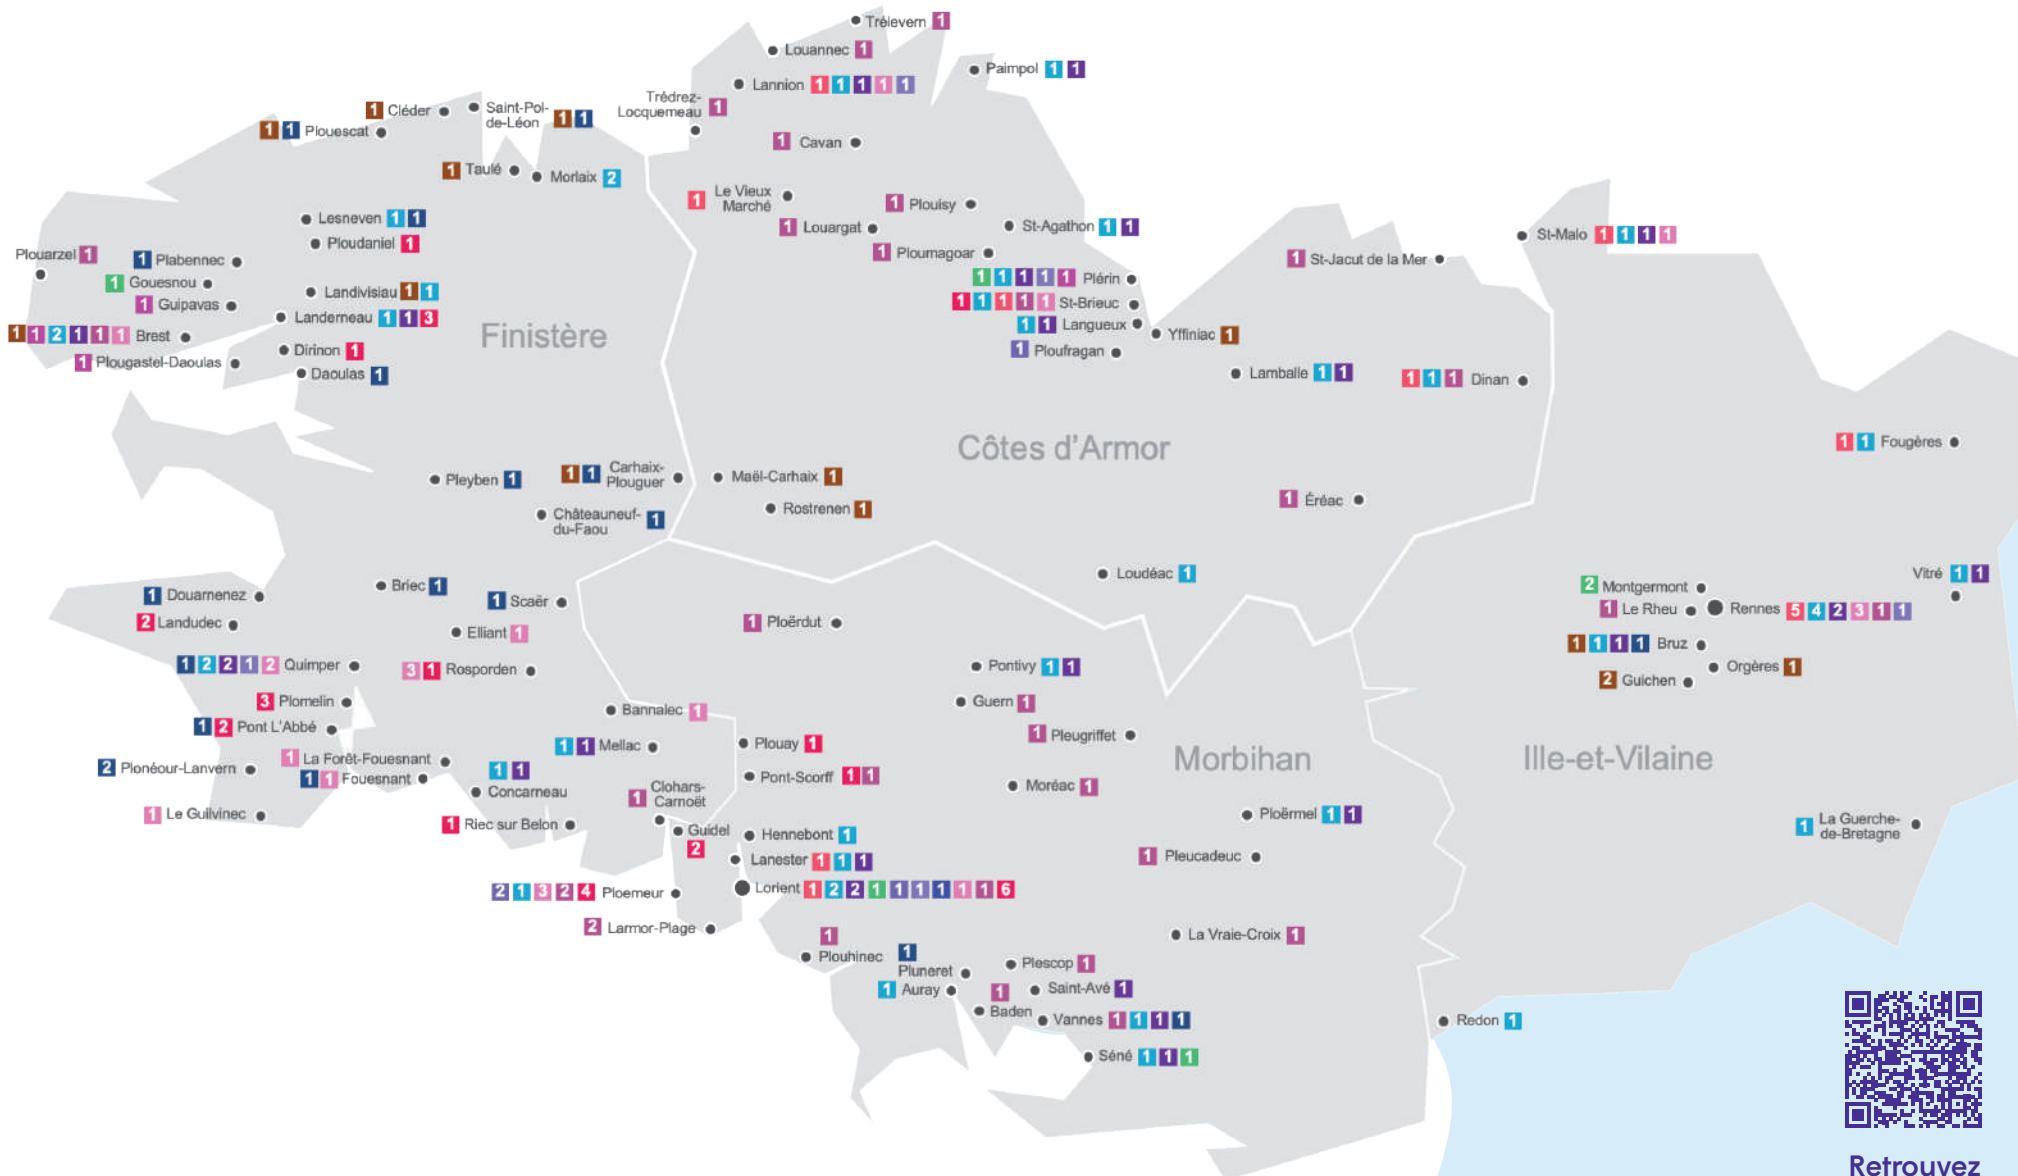 Trélevern 1
Louannec 1
Paimpol 1 1
Lannion 1 1 1 1 1
Trédrez-
Locquemeau 1
1 Cléder
Saint-Pol-
de-Léon 1 1
1 1 Plouescat
1 Cavan
1 Taulé
Morlaix 2
1 Le Vieux
Marché
1 Plouisy
Lesneven 1 1
1 Louargat
St-Agathon 1 1
St-Malo 1 1 1 1
Ploudaniel 1
Plouarzel 1
1 Plabennec
1 Ploumagoar
1 St-Jacut de la Mer
1 Gouesnou
1 1 1 1 1 Plérin
Landivisiau 1 1
1 Guipavas
1 1 1 1 1 St-Brieuc
Landerneau 1 1 3
1 1 Langueux
1 1 2 1 1 1 Brest
Finistère
Yffiniac 1
Dirinon 1
1 Ploufragan
1 Plougastel-Daoulas
Daoulas 1
Lamballe 1 1
1 1 1 Dinan
Côtes d'Armor
1 1 Fougères
Pleyben 1
1 1 Carhaix-
Plouguer
Maël-Carhaix 1
1 Éréac
Rostrenen 1
Châteauneuf-
du-Faou 1
Loudéac 1
Vitré 1 1
Briec 1
2 Montgermont
1 Douarnenez
1 Scaër
1 Le Rheu
Rennes 5 4 2 3 1 1
2 Landudec
1 Ploërdut
Elliant 1
1 1 1 1 Bruz
1 2 2 1 2 Quimper
3 1 Rosporden
Pontivy 1 1
Orgères 1
2 Guichen
3 Plomelin
Guern 1
Bannalec 1
1 2 Pont L'Abbé
1 Pleugriffet
1 1 Mellac
Plouay 1
Morbihan
Ille-et-Vilaine
1 La Forêt-Fouesnant
2 Plonéour-Lanvern
1 1 Fouesnant
1 1
Concarneau
Pont-Scorff 1 1
Moréac 1
1 Clohars-
Carnoët
1 Le Guilvinec
Ploërmel 1 1
1 Riec sur Belon
1 La Guerche-
de-Bretagne
Guidel
2
Hennebont 1
Lanester 1 1 1
1 Pleucadeuc
2 1 3 2 4 Ploemeur
Lorient 1 2 2 1 1 1 1 1 1 6
2 Larmor-Plage
1
Plouhinec
La Vraie-Croix 1
1
Pluneret
Plescop 1
1 Auray
Saint-Avé 1
1
Baden
Vannes 1 1 1 1
Redon 1
Séné 1 1 1
Retrouvez